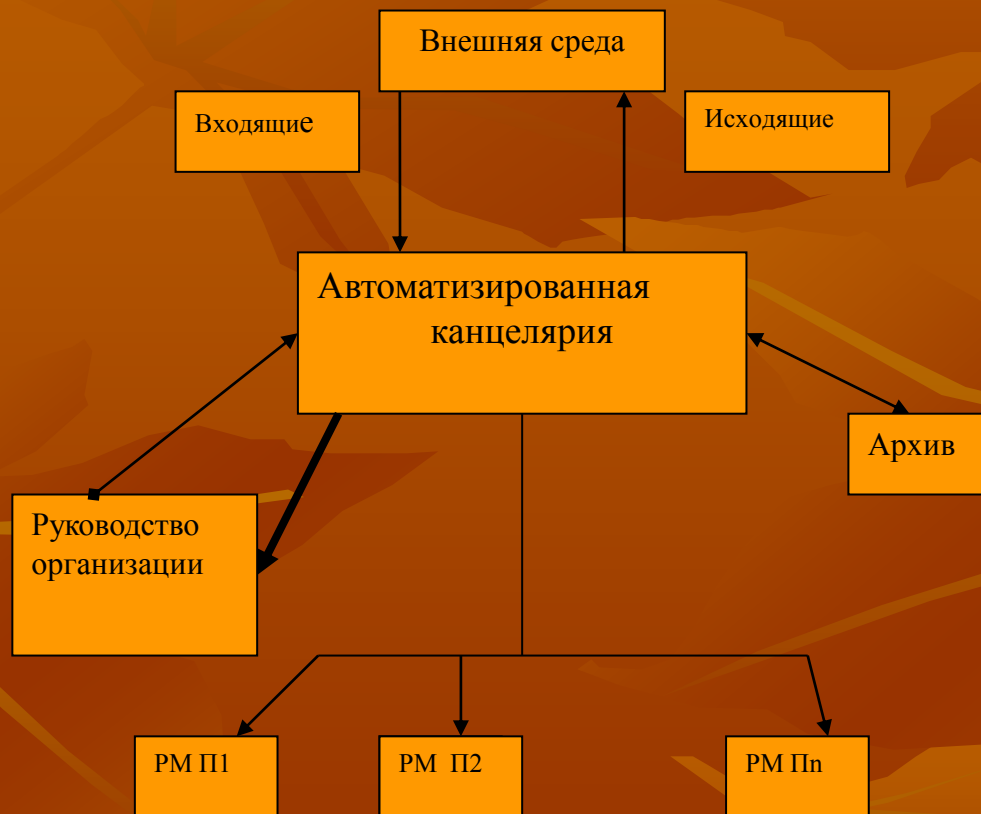 Внешняя среда
Входящие
Исходящие
Автоматизированная
канцелярия
Архив
Руководство
организации
РМ П1
РМ П2
РМ Пn